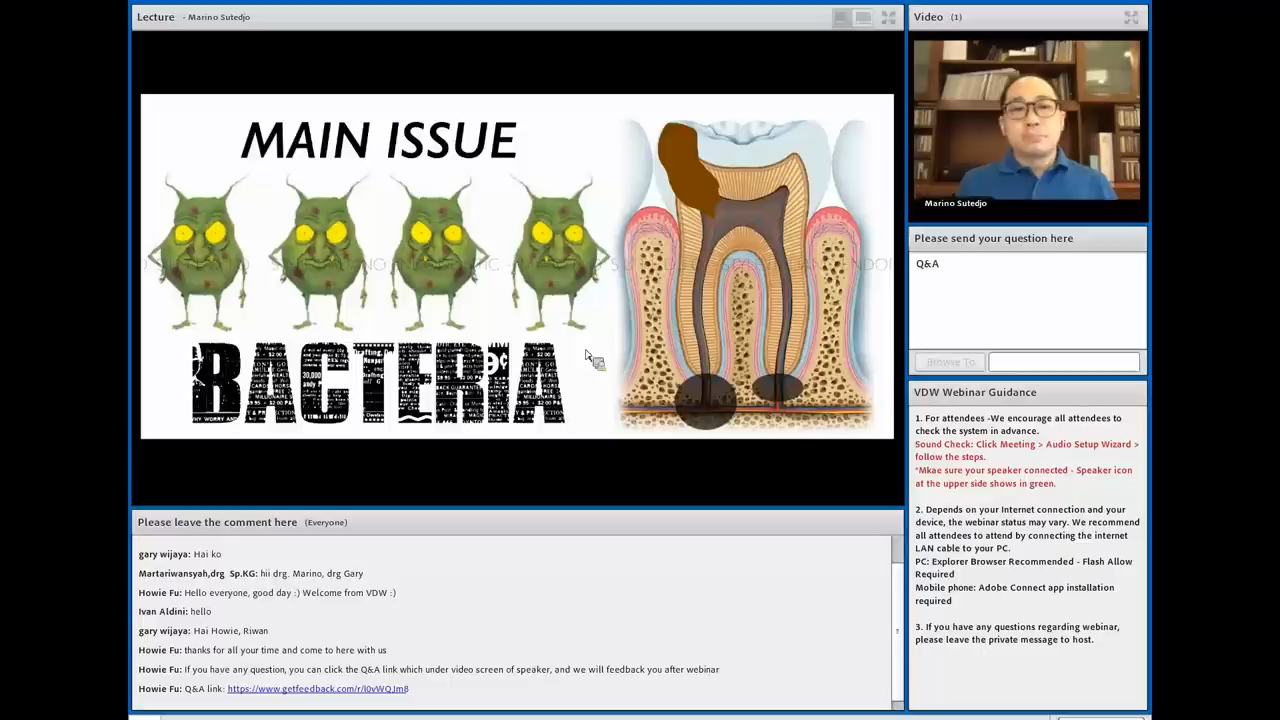 Lecture - Marino Sutedjo
MAIN ISSUE
BACTERIA
Video (1)
Marino Sutedjo
Please send your question here
Q&A
Browse To
VDW Webinar Guidance
1. For attendees -We encourage all attendees to
check the system in advance.
Sound Check: Click Meeting > Audio Setup Wizard >
follow the steps.
*Mkae sure your speaker connected - Speaker icon
at the upper side shows in green.
2. Depends on your Internet connection and your
device, the webinar status may vary. We recommend
all attendees to attend by connecting the internet
LAN cable to your PC.
PC: Explorer Browser Recommended - Flash Allow
Required
Mobile phone: Adobe Connect app installation
required
3. If you have any questions regarding webinar,
please leave the private message to host.
Please leave the comment here (Everyone)
gary wijaya: Hai ko
Martariwansyah,drg Sp.KG: hii drg. Marino, drg Gary
Howie Fu: Hello everyone, good day :) Welcome from VDW :)
Ivan Aldini: hello
gary wijaya: Hai Howie, Riwan
Howie Fu: thanks for all your time and come to here with us
Howie Fu: If you have any question, you can click the Q&A link which under video screen of speaker, and we will feedback you after webinar
Howie Fu: Q&A link: https://www.getfeedback.com/r/l0vWQJm8